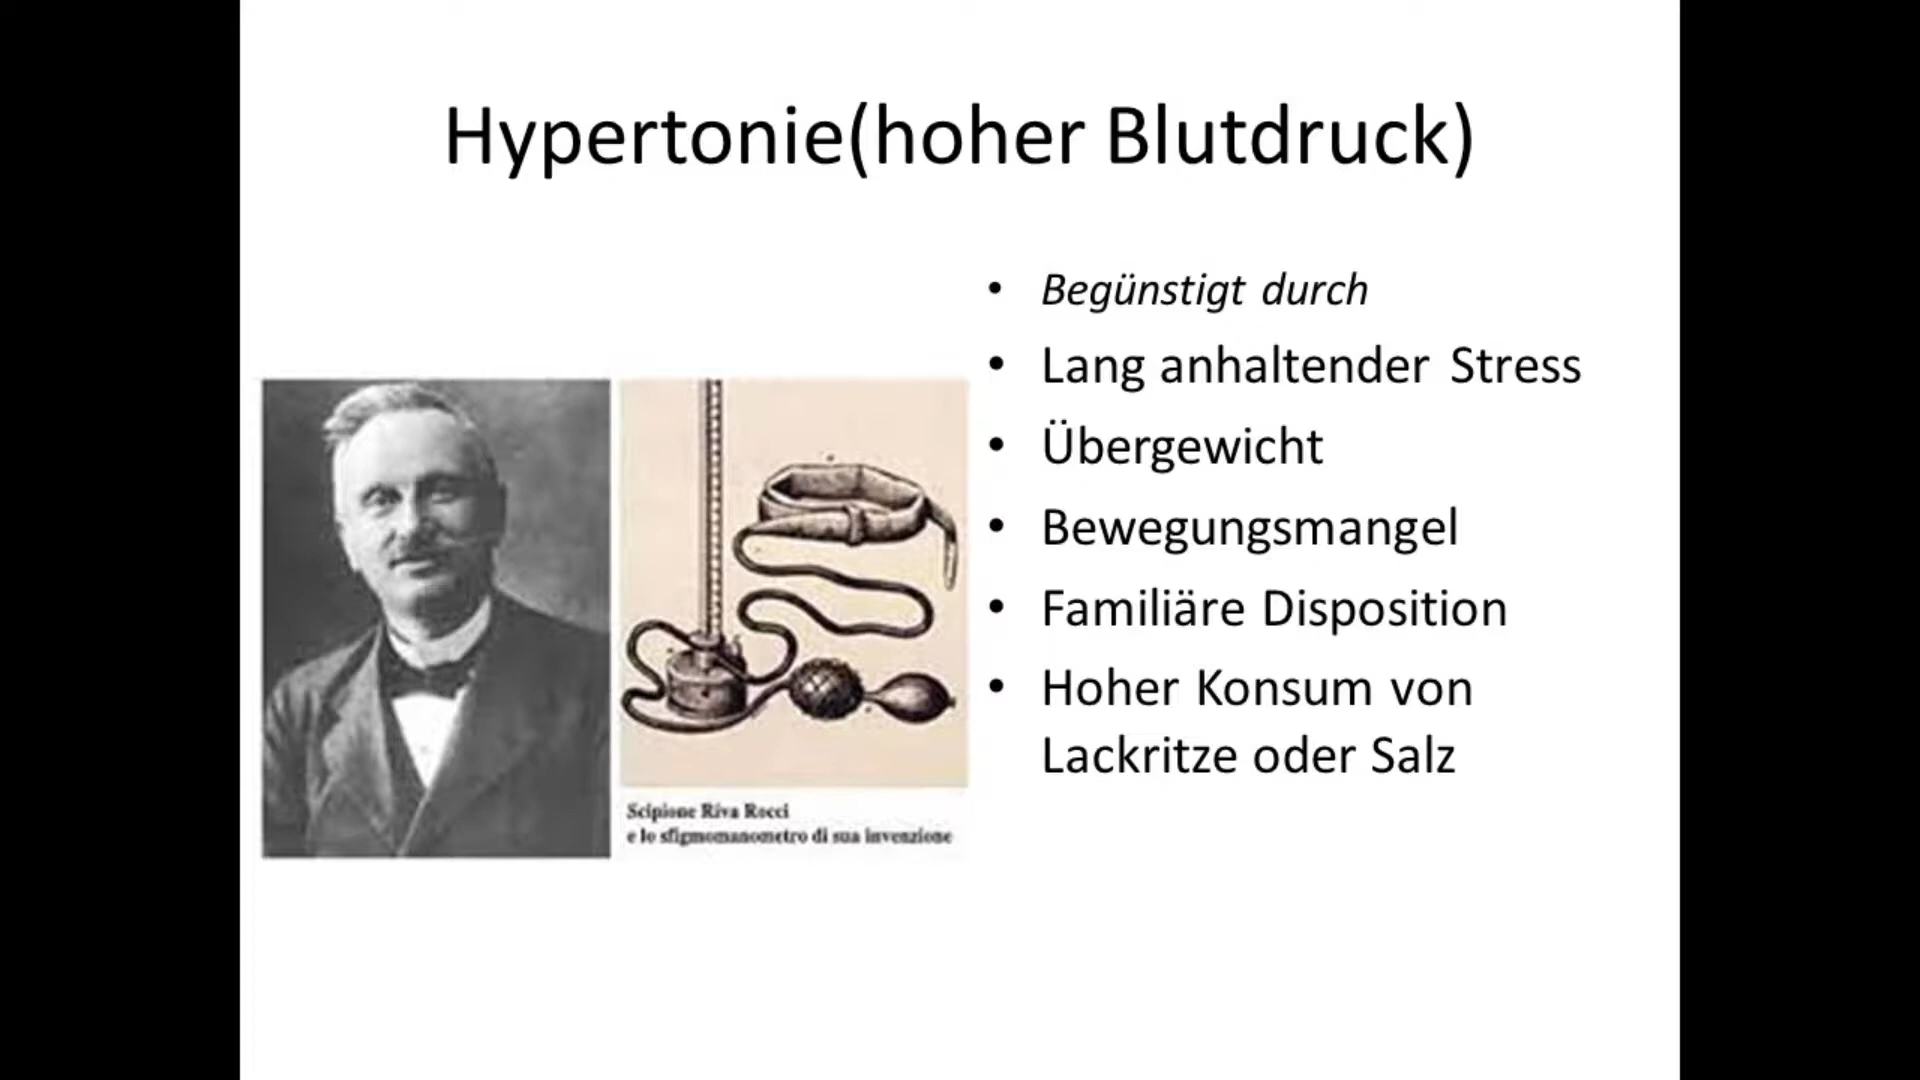 Hypertonie(hoher Blutdruck)
• Begünstigt durch
• Lang anhaltender Stress
• Übergewicht
• Bewegungsmangel
• Familiäre Disposition
• Hoher Konsum von
Lackritze oder Salz
Scipione Riva Rocci
e lo sfigmomanometro di sua invenzione